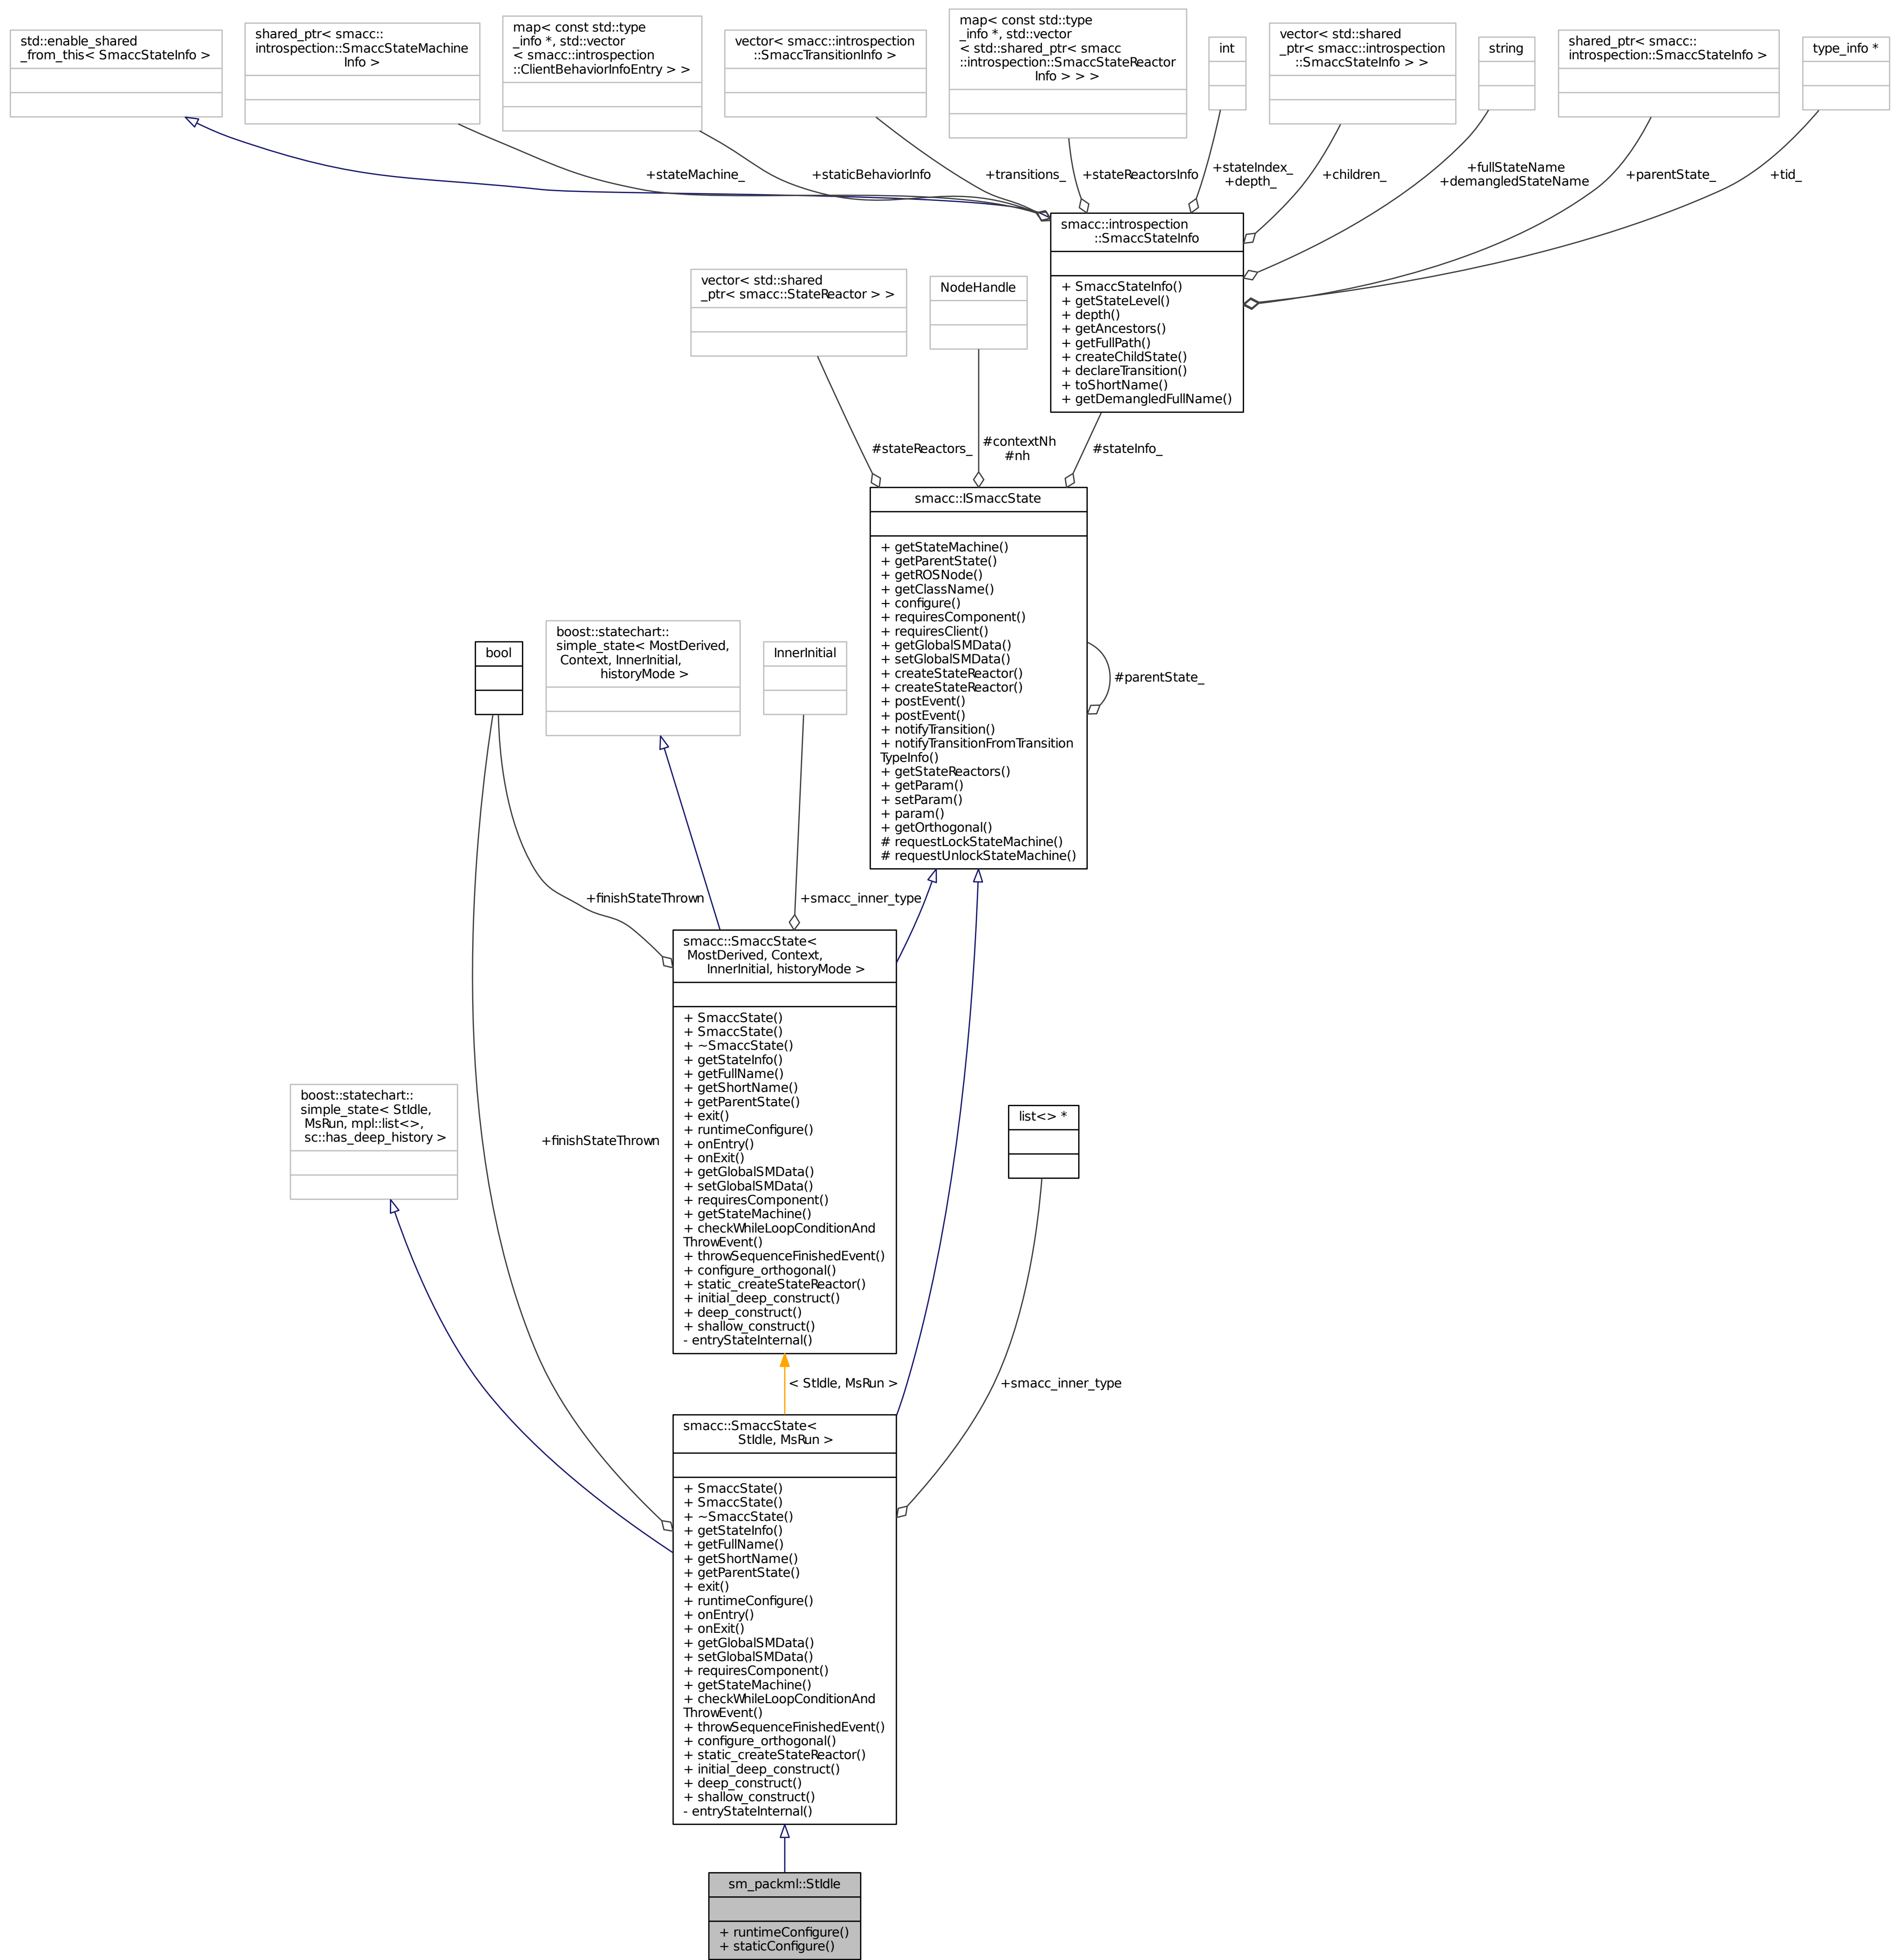 std::enable_shared
_from_this< SmaccStateInfo >
shared_ptr< smacc::
introspection::SmaccStateMachine
Info >
map< const std::type
_info *, std::vector
< smacc::introspection
::ClientBehaviorInfoEntry > >
vector< smacc::introspection
::SmaccTransitionInfo >
map< const std::type
_info *, std::vector
< std::shared_ptr< smacc
::introspection::SmaccStateReactor
Info > > >
int
vector< std::shared
_ptr< smacc::introspection
::SmaccStateInfo > >
string
shared_ptr< smacc::
introspection::SmaccStateInfo >
type_info *
+stateMachine_
+staticBehaviorInfo
+transitions_
+stateReactorsInfo
+stateIndex_
+depth_
+children_
+fullStateName
+demangledStateName
+parentState_
+tid_
smacc::introspection
::SmaccStateInfo
+ SmaccStateInfo()
+ getStateLevel()
+ depth()
+ getAncestors()
+ getFullPath()
+ createChildState()
+ declareTransition()
+ toShortName()
+ getDemangledFullName()
vector< std::shared
_ptr< smacc::StateReactor > >
NodeHandle
#stateReactors_
#contextNh
#nh
#stateInfo_
smacc::ISmaccState
+ getStateMachine()
+ getParentState()
+ getROSNode()
+ getClassName()
+ configure()
+ requiresComponent()
+ requiresClient()
+ getGlobalSMData()
+ setGlobalSMData()
+ createStateReactor()
+ createStateReactor()
+ postEvent()
+ postEvent()
+ notifyTransition()
+ notifyTransitionFromTransition
TypeInfo()
+ getStateReactors()
+ getParam()
+ setParam()
+ param()
+ getOrthogonal()
# requestLockStateMachine()
# requestUnlockStateMachine()
#parentState_
bool
boost::statechart::
simple_state< MostDerived,
Context, InnerInitial,
historyMode >
InnerInitial
+finishStateThrown
+smacc_inner_type
smacc::SmaccState<
MostDerived, Context,
InnerInitial, historyMode >
+ SmaccState()
+ SmaccState()
+ ~SmaccState()
+ getStateInfo()
+ getFullName()
+ getShortName()
+ getParentState()
+ exit()
+ runtimeConfigure()
+ onEntry()
+ onExit()
+ getGlobalSMData()
+ setGlobalSMData()
+ requiresComponent()
+ getStateMachine()
+ checkWhileLoopConditionAnd
ThrowEvent()
+ throwSequenceFinishedEvent()
+ configure_orthogonal()
+ static_createStateReactor()
+ initial_deep_construct()
+ deep_construct()
+ shallow_construct()
- entryStateInternal()
boost::statechart::
simple_state< StIdle,
MsRun, mpl::list<>,
sc::has_deep_history >
+finishStateThrown
list<> *
< StIdle, MsRun >
+smacc_inner_type
smacc::SmaccState<
StIdle, MsRun >
+ SmaccState()
+ SmaccState()
+ ~SmaccState()
+ getStateInfo()
+ getFullName()
+ getShortName()
+ getParentState()
+ exit()
+ runtimeConfigure()
+ onEntry()
+ onExit()
+ getGlobalSMData()
+ setGlobalSMData()
+ requiresComponent()
+ getStateMachine()
+ checkWhileLoopConditionAnd
ThrowEvent()
+ throwSequenceFinishedEvent()
+ configure_orthogonal()
+ static_createStateReactor()
+ initial_deep_construct()
+ deep_construct()
+ shallow_construct()
- entryStateInternal()
sm_packml::StIdle
+ runtimeConfigure()
+ staticConfigure()